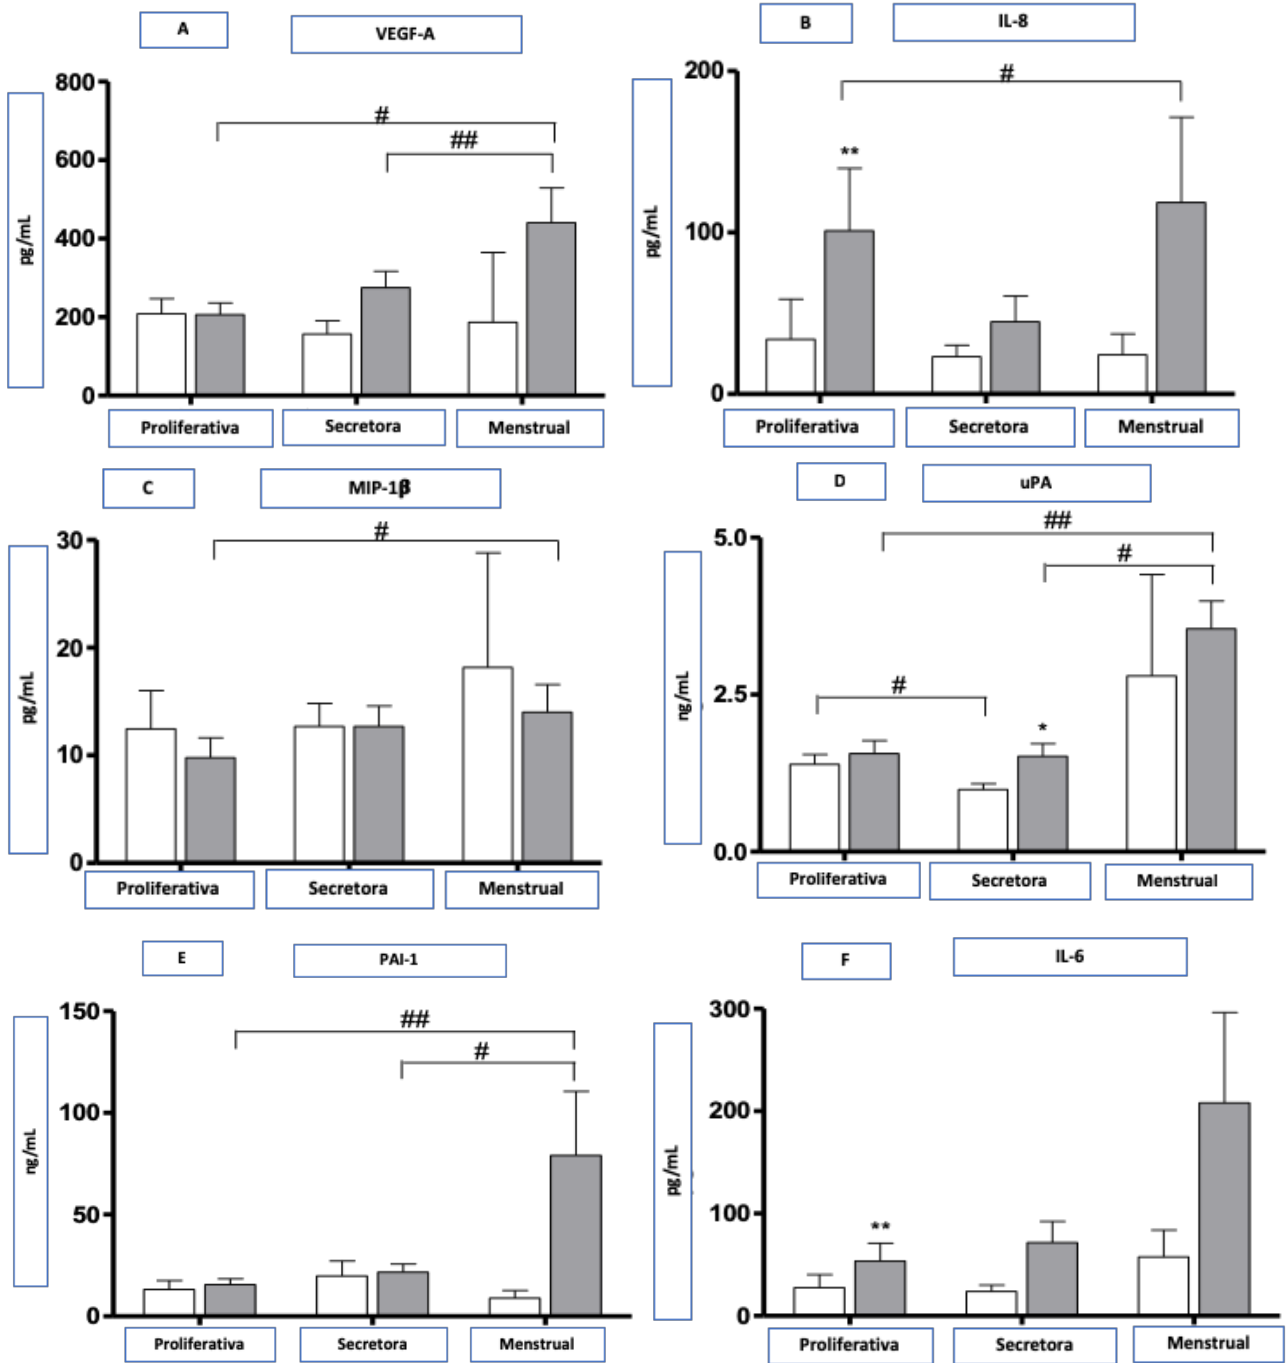 A VEGF-A
800
600
400
200
0
pg/mL
#
##
Proliferativa Secretora Menstrual
B IL-8
200
100
0
pg/mL
#
**
Proliferativa Secretora Menstrual
C MIP-1β
30
20
10
0
pg/mL
#
Proliferativa Secretora Menstrual
D uPA
5.0
2.5
0.0
ng/mL
##
#
#
*
Proliferativa Secretora Menstrual
E PAI-1
150
100
50
0
ng/mL
##
#
Proliferativa Secretora Menstrual
F IL-6
300
200
100
0
pg/mL
**
Proliferativa Secretora Menstrual